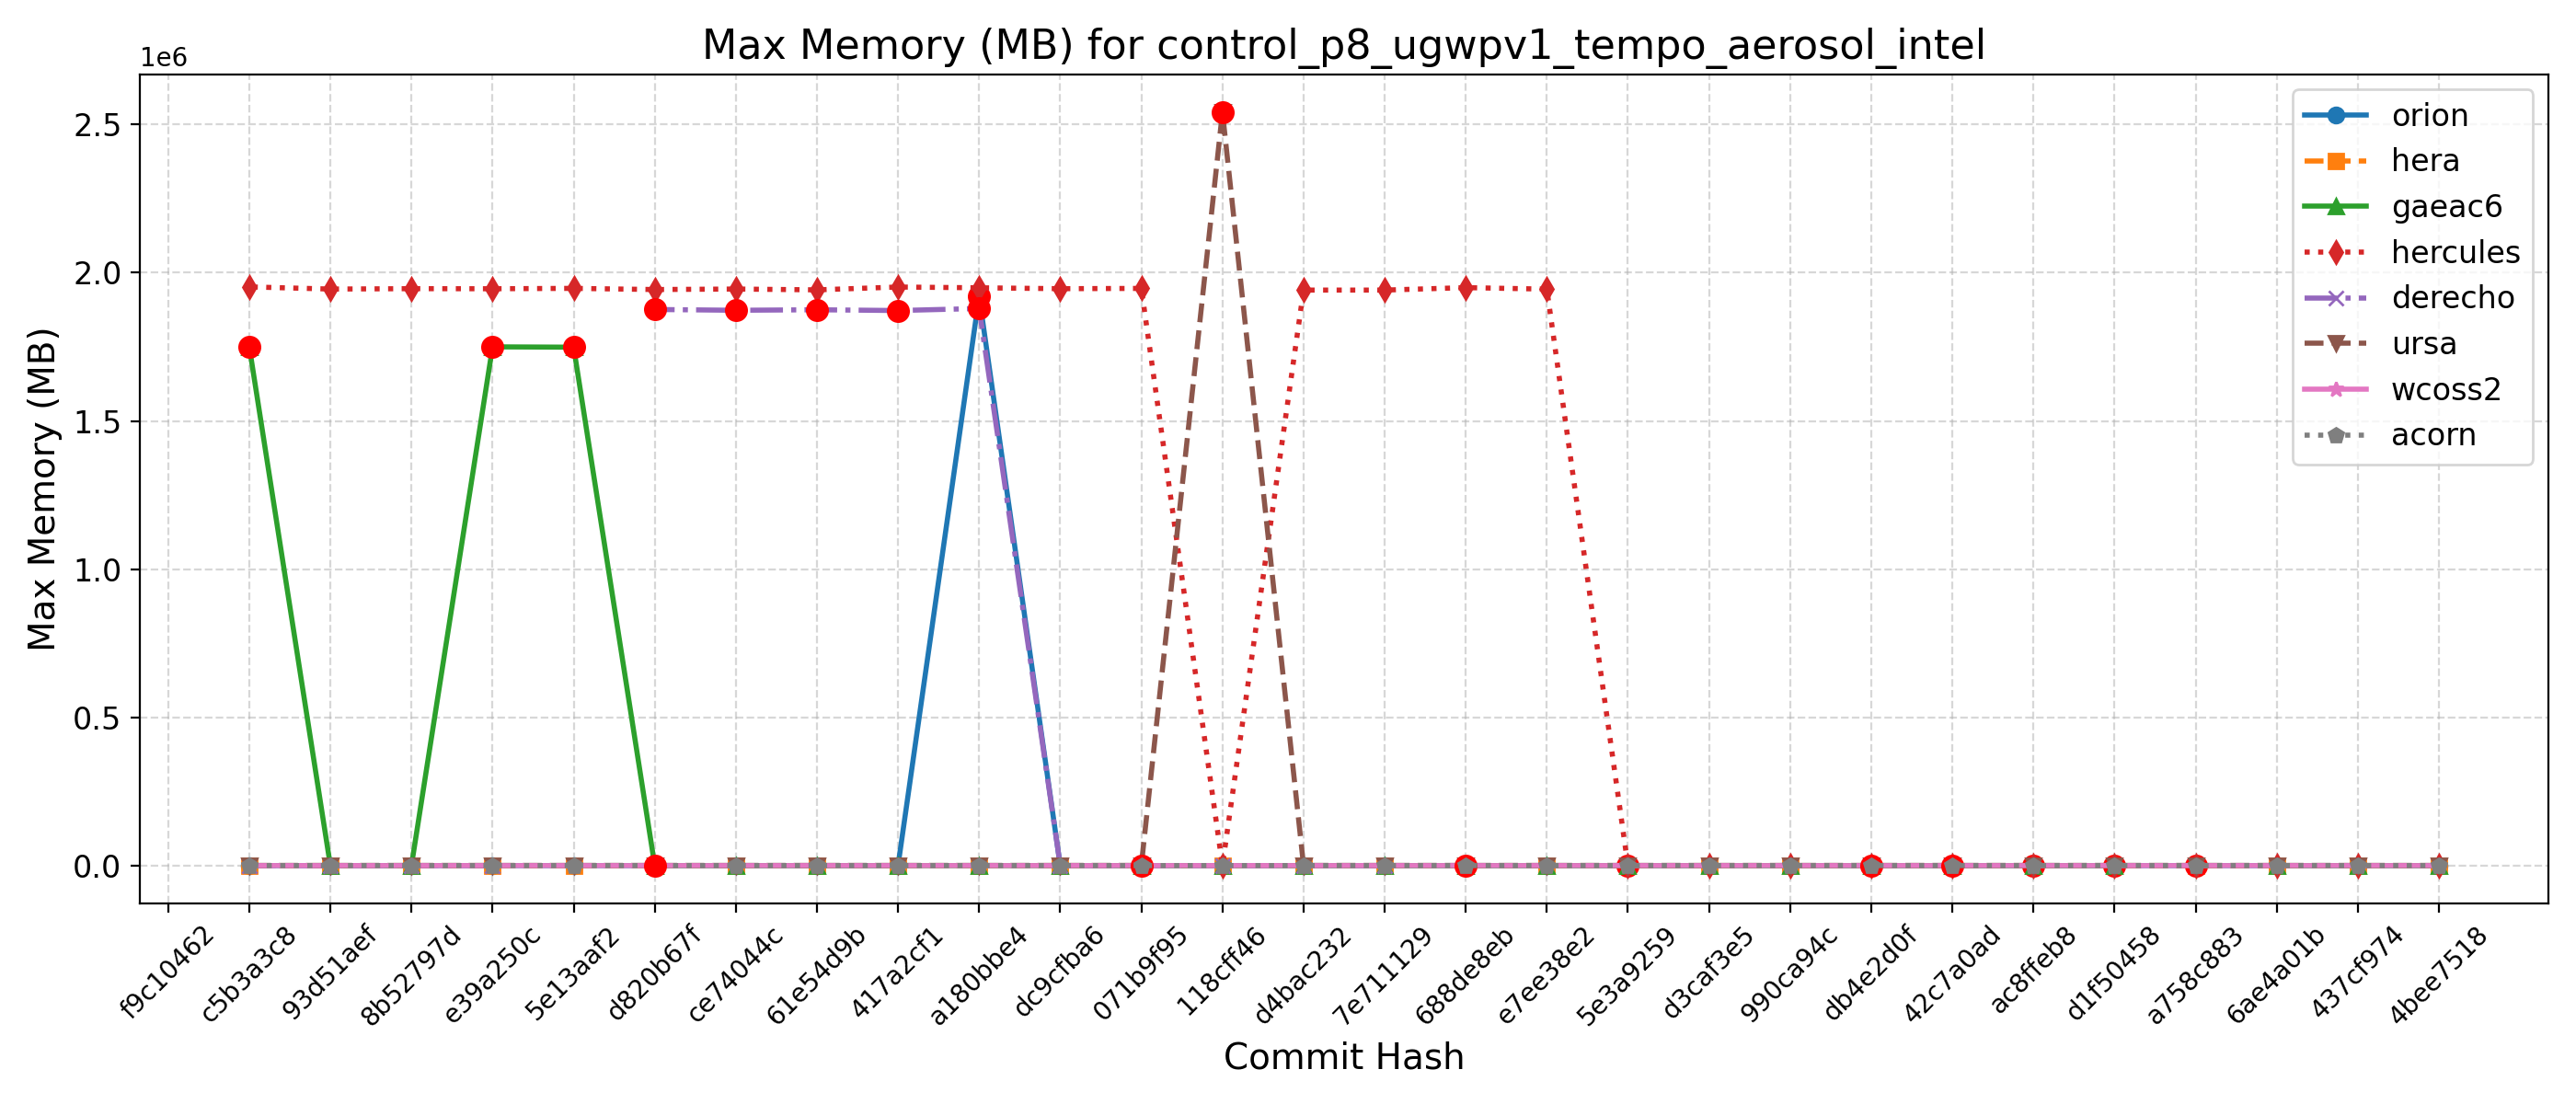 Max Memory (MB) for control_p8_ugwpv1_tempo_aerosol_intel
1e6
2.5
2.0
1.5
1.0
0.5
0.0
Max Memory (MB)
orion
hera
gaeac6
hercules
derecho
ursa
wcoss2
acorn
f9c10462
c5b3a3c8
93d51aef
8b52797d
e39a250c
5e13aaf2
d820b67f
ce74044c
61e54d9b
417a2cf1
a180bbe4
dc9cfba6
071b9f95
118cff46
d4bac232
7e711129
688de8eb
e7ee38e2
5e3a9259
d3caf3e5
990ca94c
db4e2d0f
42c7a0ad
ac8ffeb8
d1f50458
a758c883
6ae4a01b
437cf974
4bee7518
Commit Hash